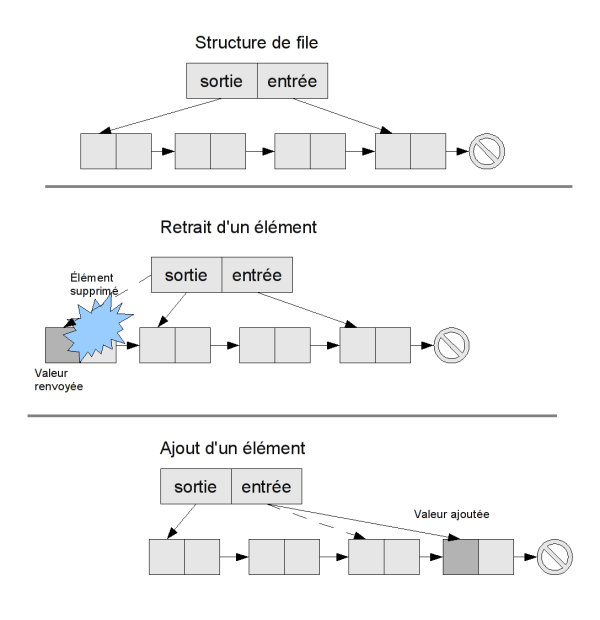 Structure de file
sortie entrée
Retrait d'un élément
Élément
supprimé
sortie entrée
Valeur
renvoyée
Ajout d'un élément
sortie entrée
Valeur ajoutée